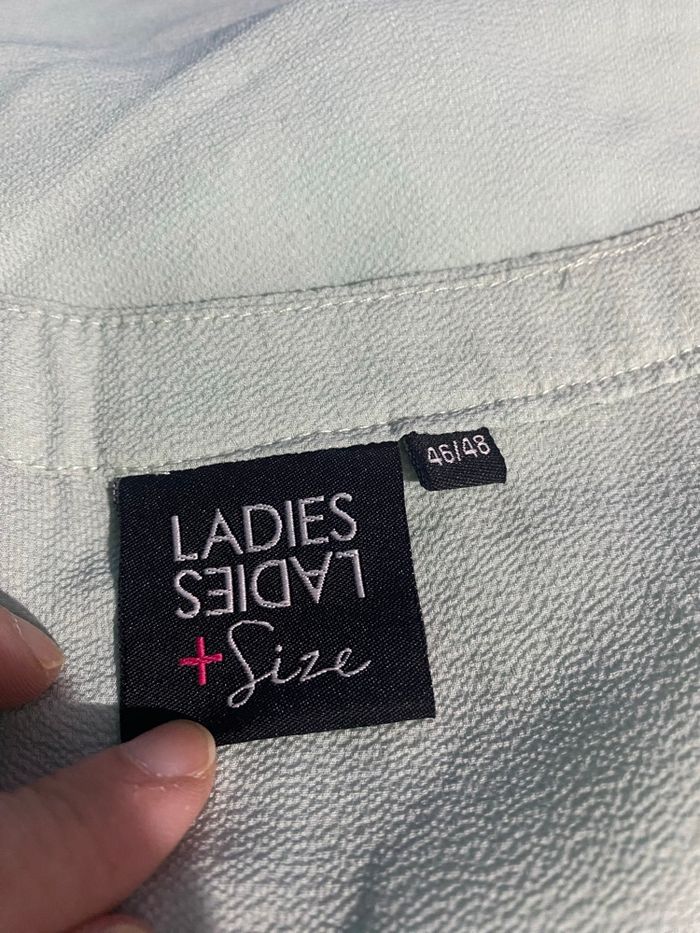 LADIES
LADIES
+ Size
46/48